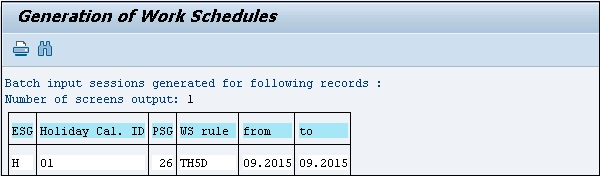 Generation of Work Schedules
Batch input sessions generated for following records :
Number of screens output: 1
ESG Holiday Cal. ID PSG WS rule from to
H 01 26 TH5D 09.2015 09.2015